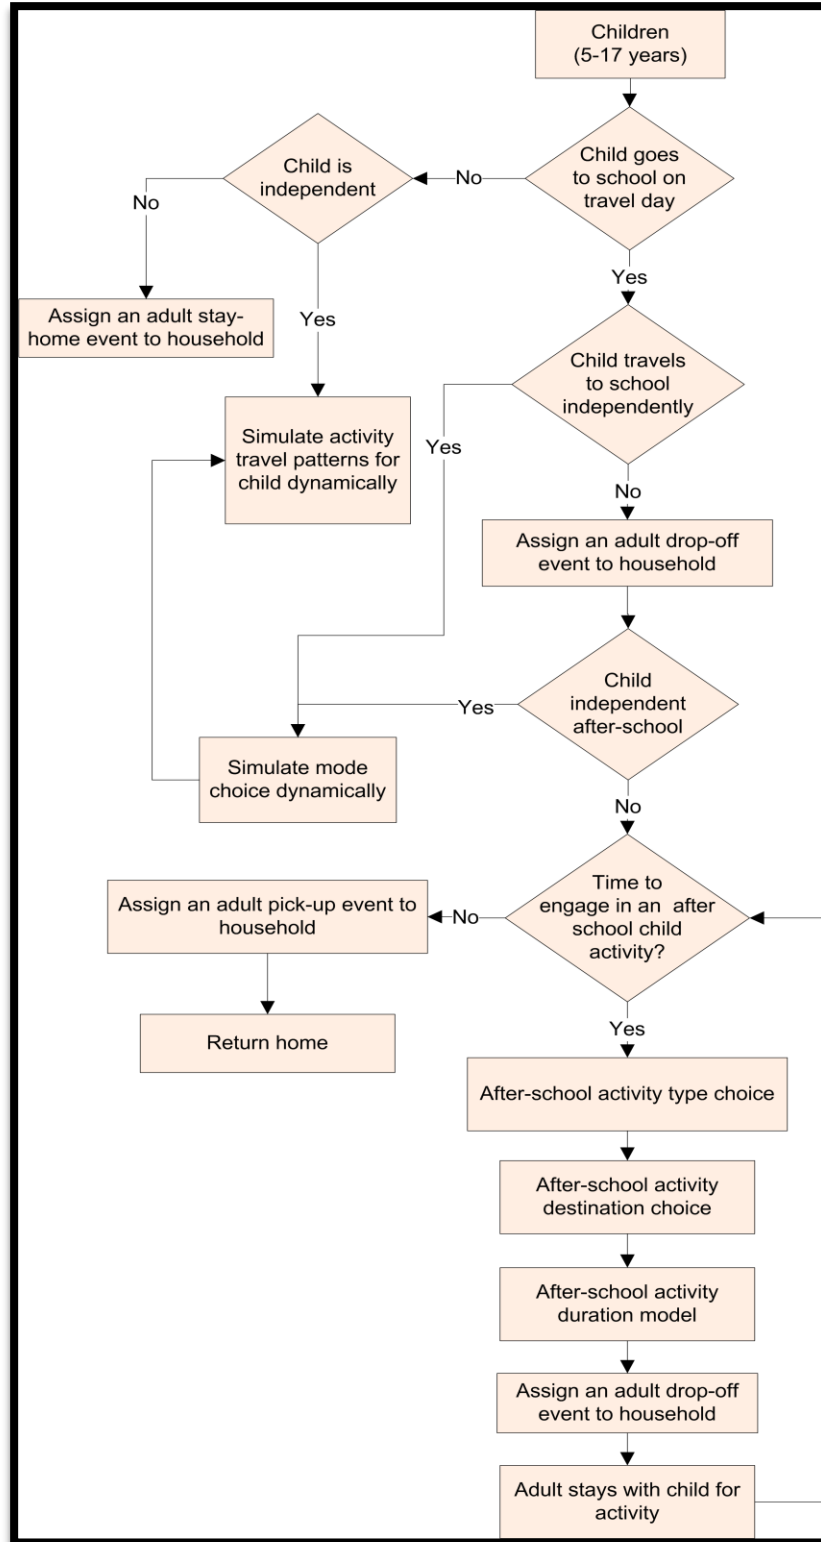 Children
(5-17 years)
Child goes
to school on
travel day
No
Child is
independent
No
Assign an adult stay-
home event to household
Yes
Simulate activity
travel patterns for
child dynamically
Yes
Child travels
to school
independently
Yes
No
Assign an adult drop-off
event to household
Child
independent
after-school
Yes
Simulate mode
choice dynamically
No
Time to
engage in an  after
school child
activity?
No
Assign an adult pick-up event to
household
Return home
Yes
After-school activity type choice
After-school activity
destination choice
After-school activity
duration model
Assign an adult drop-off
event to household
Adult stays with child for
activity